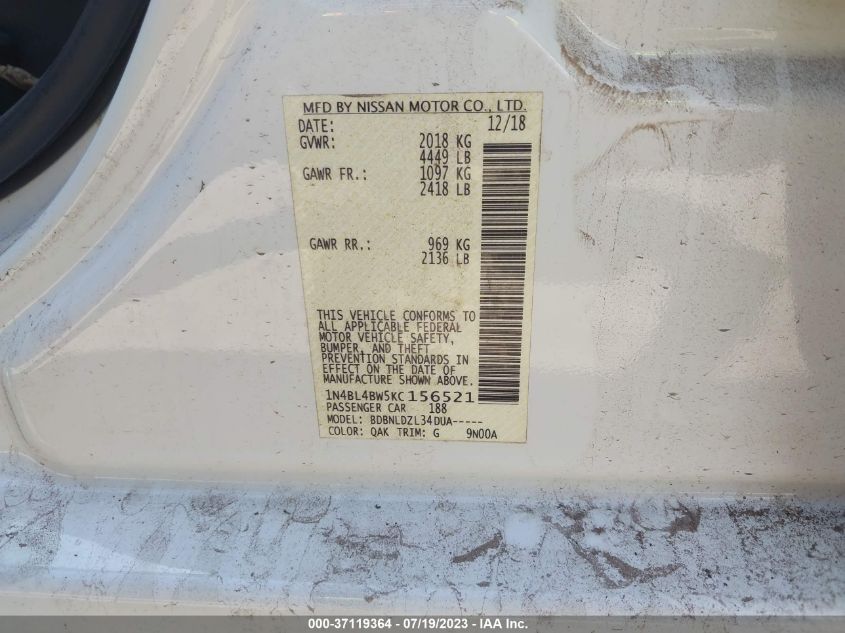 MFD BY NISSAN MOTOR CO., LTD.
DATE: 12/18
GVWR: 2018 KG
4449 LB
GAWR FR.: 1097 KG
2418 LB
GAWR RR.: 969 KG
2136 LB
THIS VEHICLE CONFORMS TO
ALL APPLICABLE FEDERAL
MOTOR VEHICLE SAFETY,
BUMPER, AND THEFT
PREVENTION STANDARDS IN
EFFECT ON THE DATE OF
MANUFACTURE SHOWN ABOVE.
1N4BL4BW5KC156521
PASSENGER CAR 188
MODEL: BDBNLDZL34DUA-----
COLOR: QAK TRIM: G 9N00A
000-37119364 - 07/19/2023 - IAA Inc.